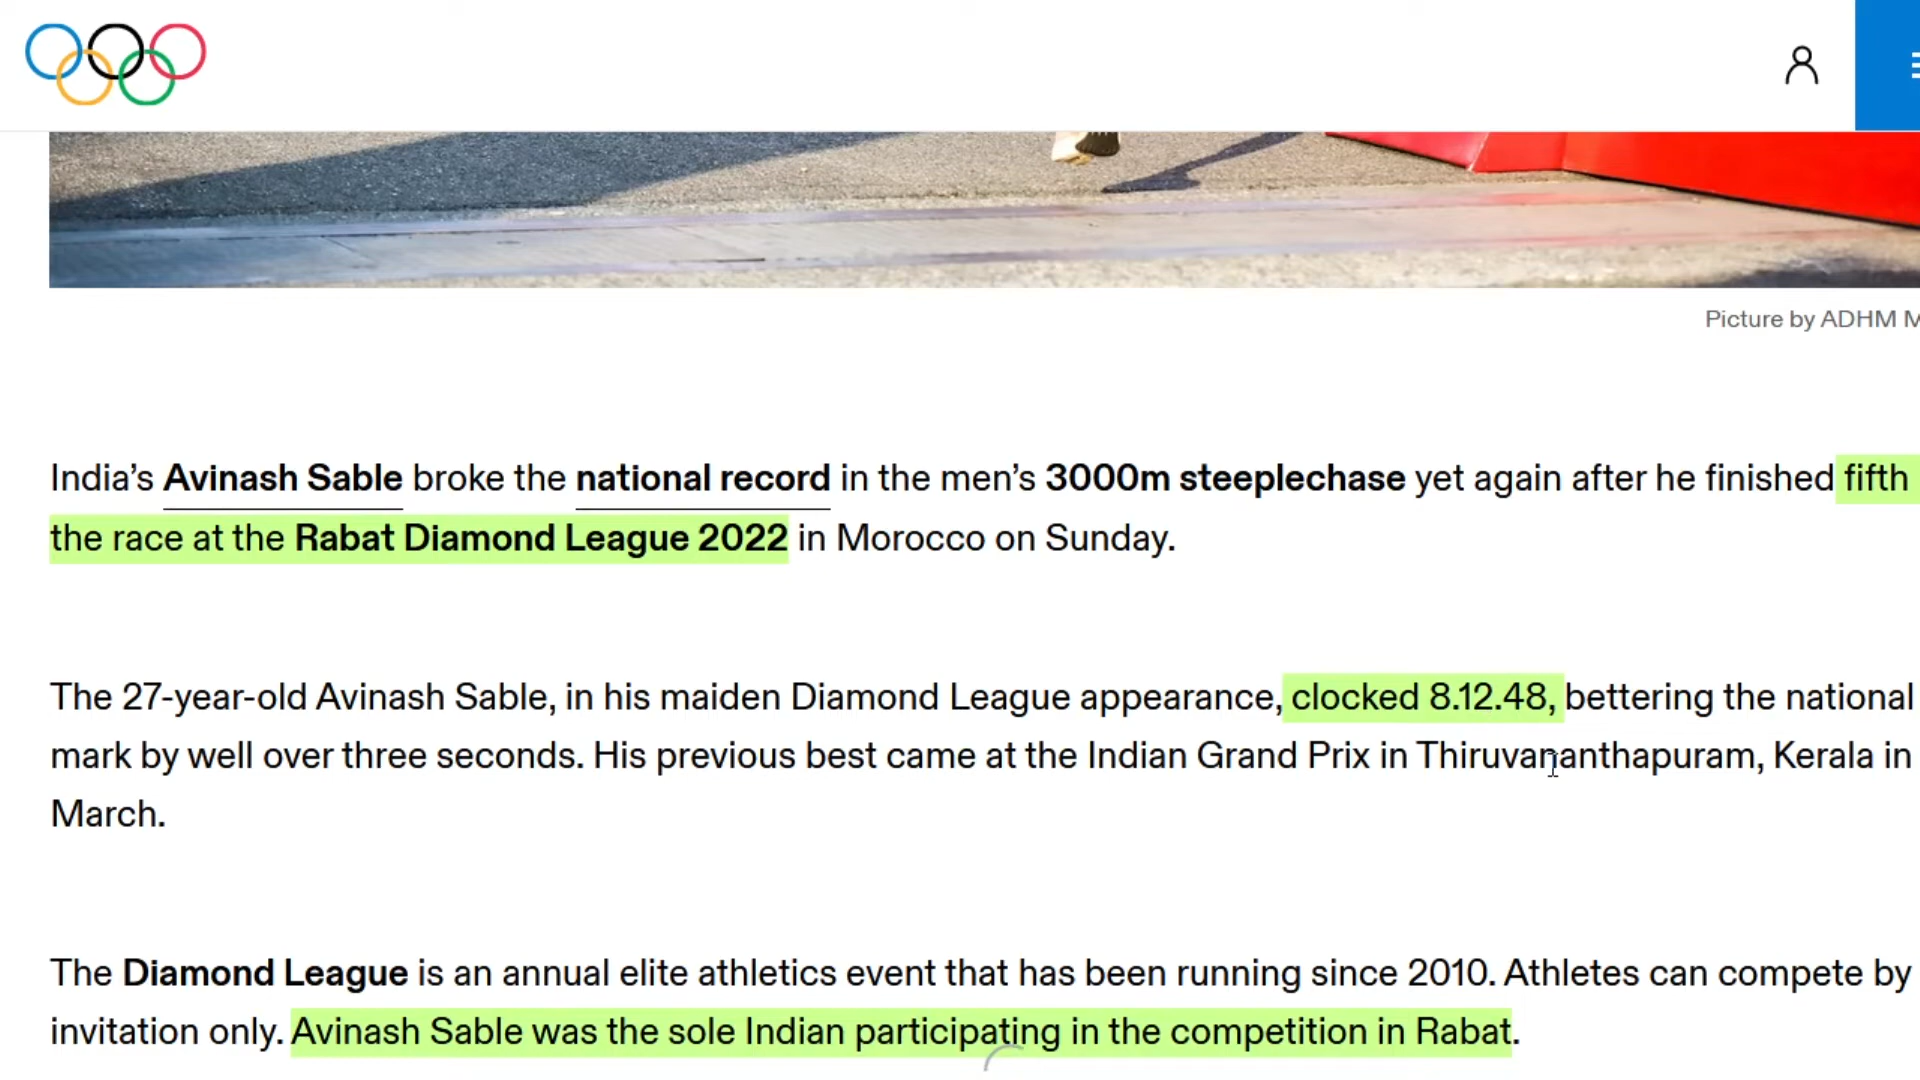 Picture by ADHM M
India’s Avinash Sable broke the national record in the men’s 3000m steeplechase yet again after he finished fifth
the race at the Rabat Diamond League 2022 in Morocco on Sunday.
The 27-year-old Avinash Sable, in his maiden Diamond League appearance, clocked 8.12.48, bettering the national
mark by well over three seconds. His previous best came at the Indian Grand Prix in Thiruvananthapuram, Kerala in
March.
The Diamond League is an annual elite athletics event that has been running since 2010. Athletes can compete by
invitation only. Avinash Sable was the sole Indian participating in the competition in Rabat.